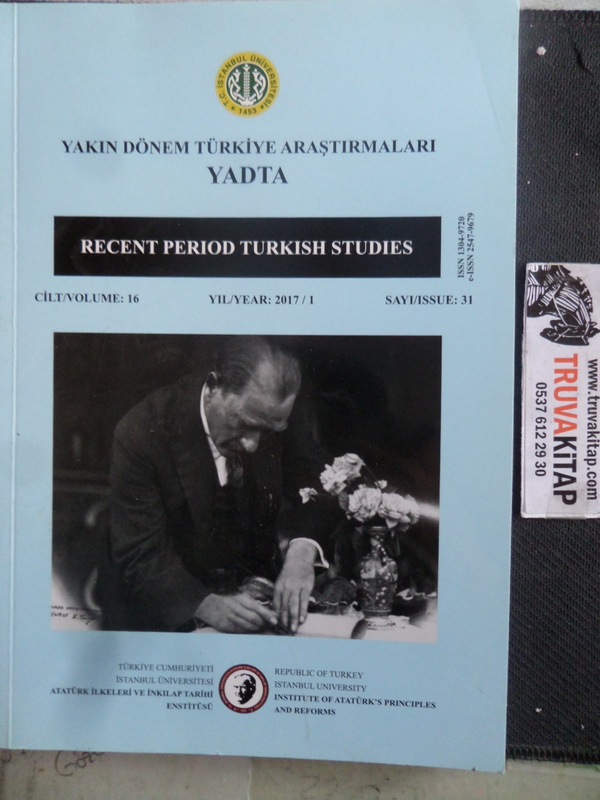 T.C. İSTANBUL ÜNİVERSİTESİ
1453
YAKIN DÖNEM TÜRKİYE ARAŞTIRMALARI
YADTA
RECENT PERIOD TURKISH STUDIES
ISSN 1304-9720
e-ISSSN 2547-9679
CİLT/VOLUME: 16 YIL/YEAR: 2017 / 1 SAYI/ISSUE: 31
TÜRKİYE CUMHURİYETİ
İSTANBUL ÜNİVERSİTESİ
ATATÜRK İLKELERİ VE İNKILAP TARİHİ
ENSTİTÜSÜ
REPUBLIC OF TURKEY
ISTANBUL UNIVERSITY
INSTITUTE OF ATATÜRK'S PRINCIPLES
AND REFORMS
www.truvakitap.com
TRUVAKİTAP
0537 612 29 30